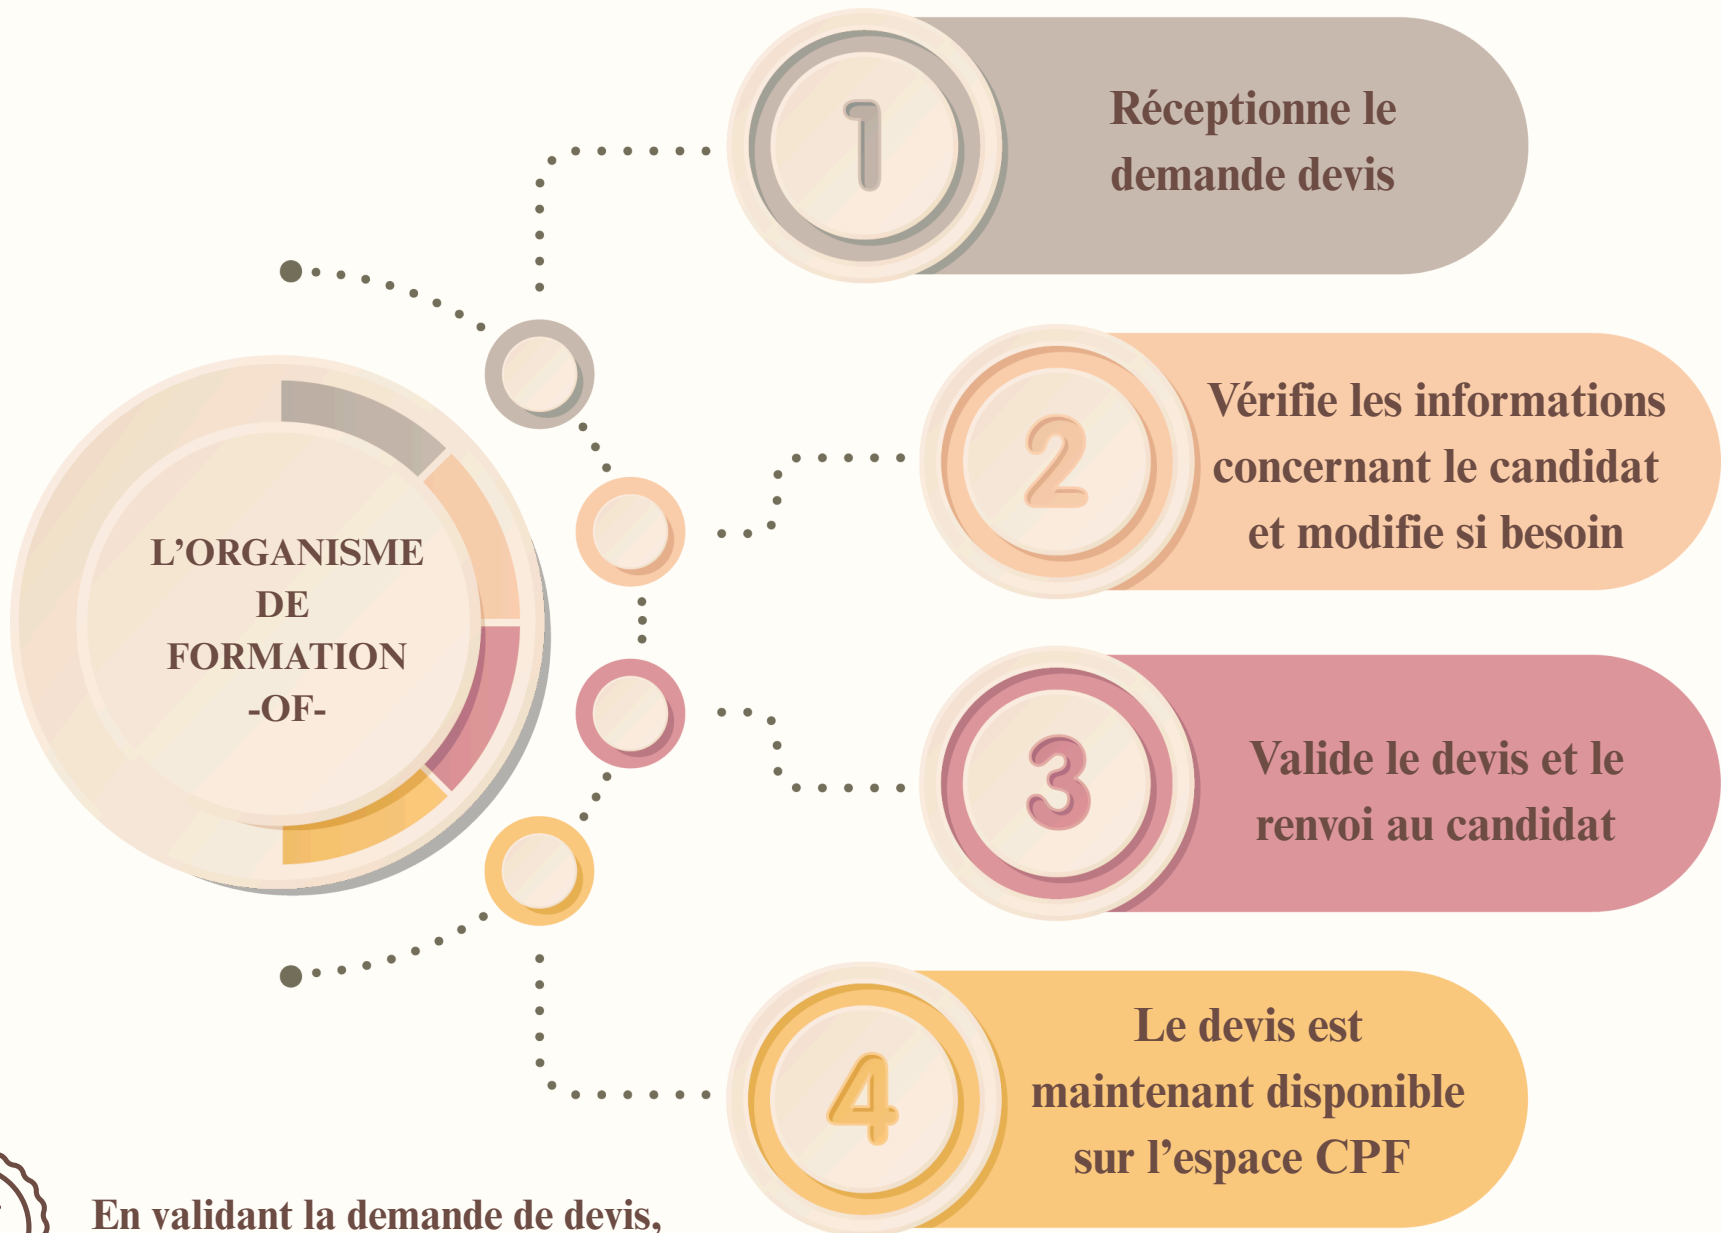 1
Réceptionne le
demande devis
2
Vérifie les informations
concernant le candidat
et modifie si besoin
L’ORGANISME
DE
FORMATION
-OF-
3
Valide le devis et le
renvoi au candidat
4
Le devis est
maintenant disponible
sur l’espace CPF
En validant la demande de devis,